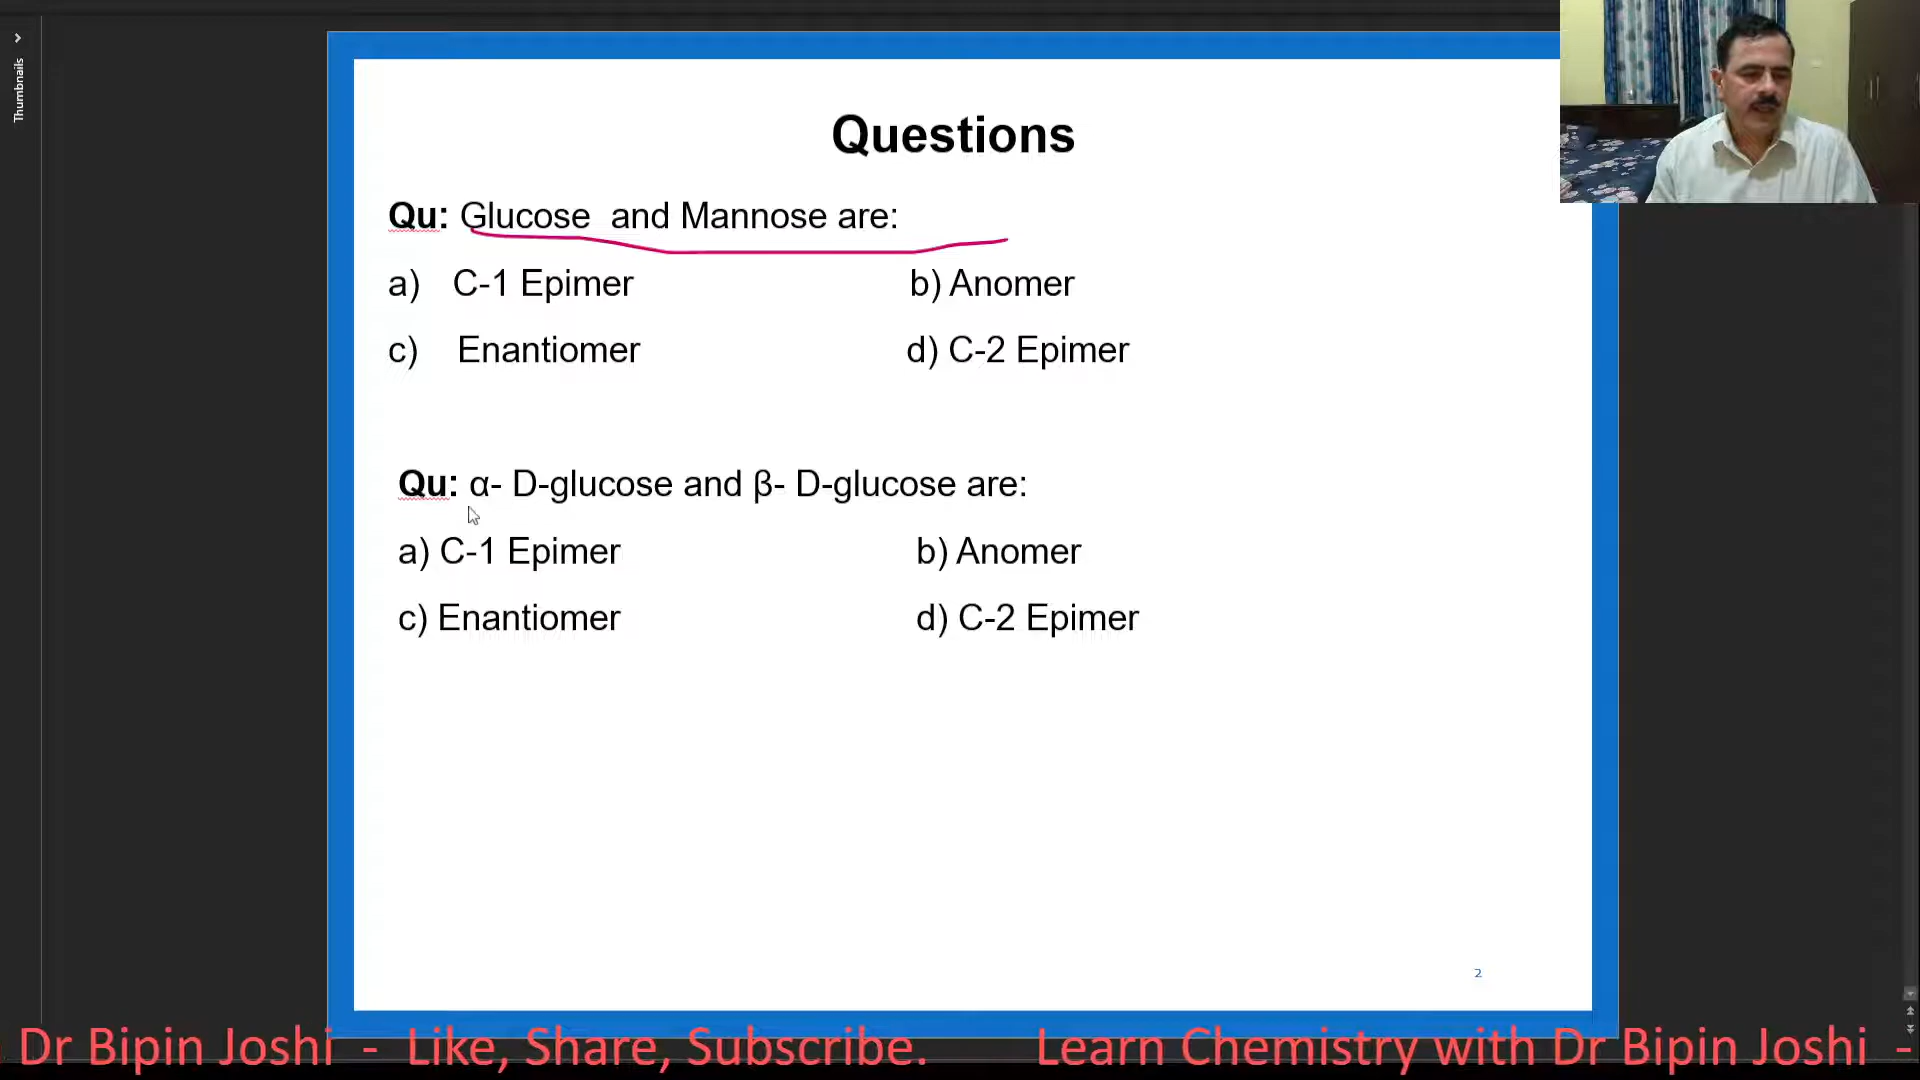 Thumbnails
Questions
Qu: Glucose and Mannose are:
a) C-1 Epimer b) Anomer
c) Enantiomer d) C-2 Epimer
Qu: α- D-glucose and β- D-glucose are:
a) C-1 Epimer b) Anomer
c) Enantiomer d) C-2 Epimer
2
Dr Bipin Joshi - Like, Share, Subscribe. Learn Chemistry with Dr Bipin Joshi -